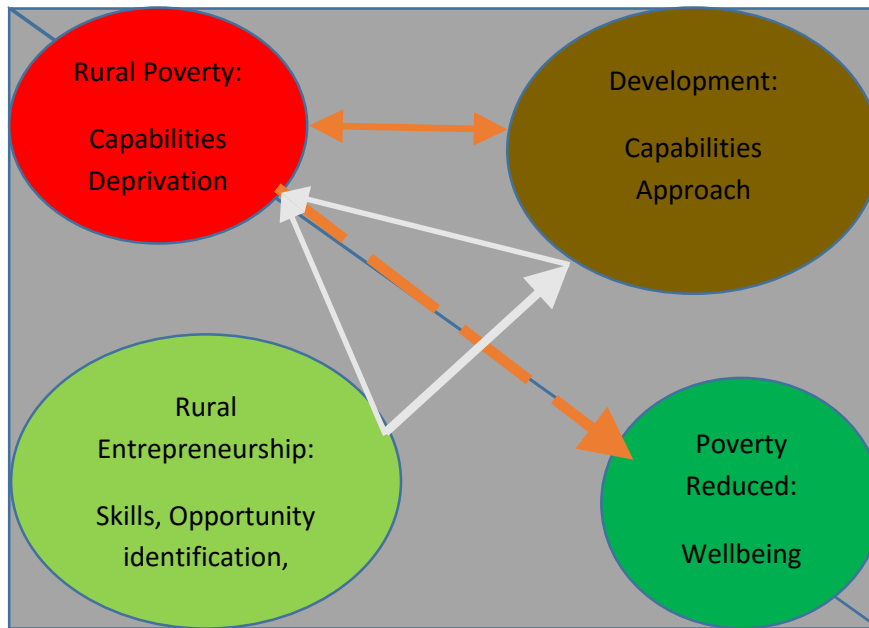 Rural Poverty:
Capabilities
Deprivation
Development:
Capabilities
Approach
Rural
Entrepreneurship:
Skills, Opportunity
identification,
Poverty
Reduced:
Wellbeing